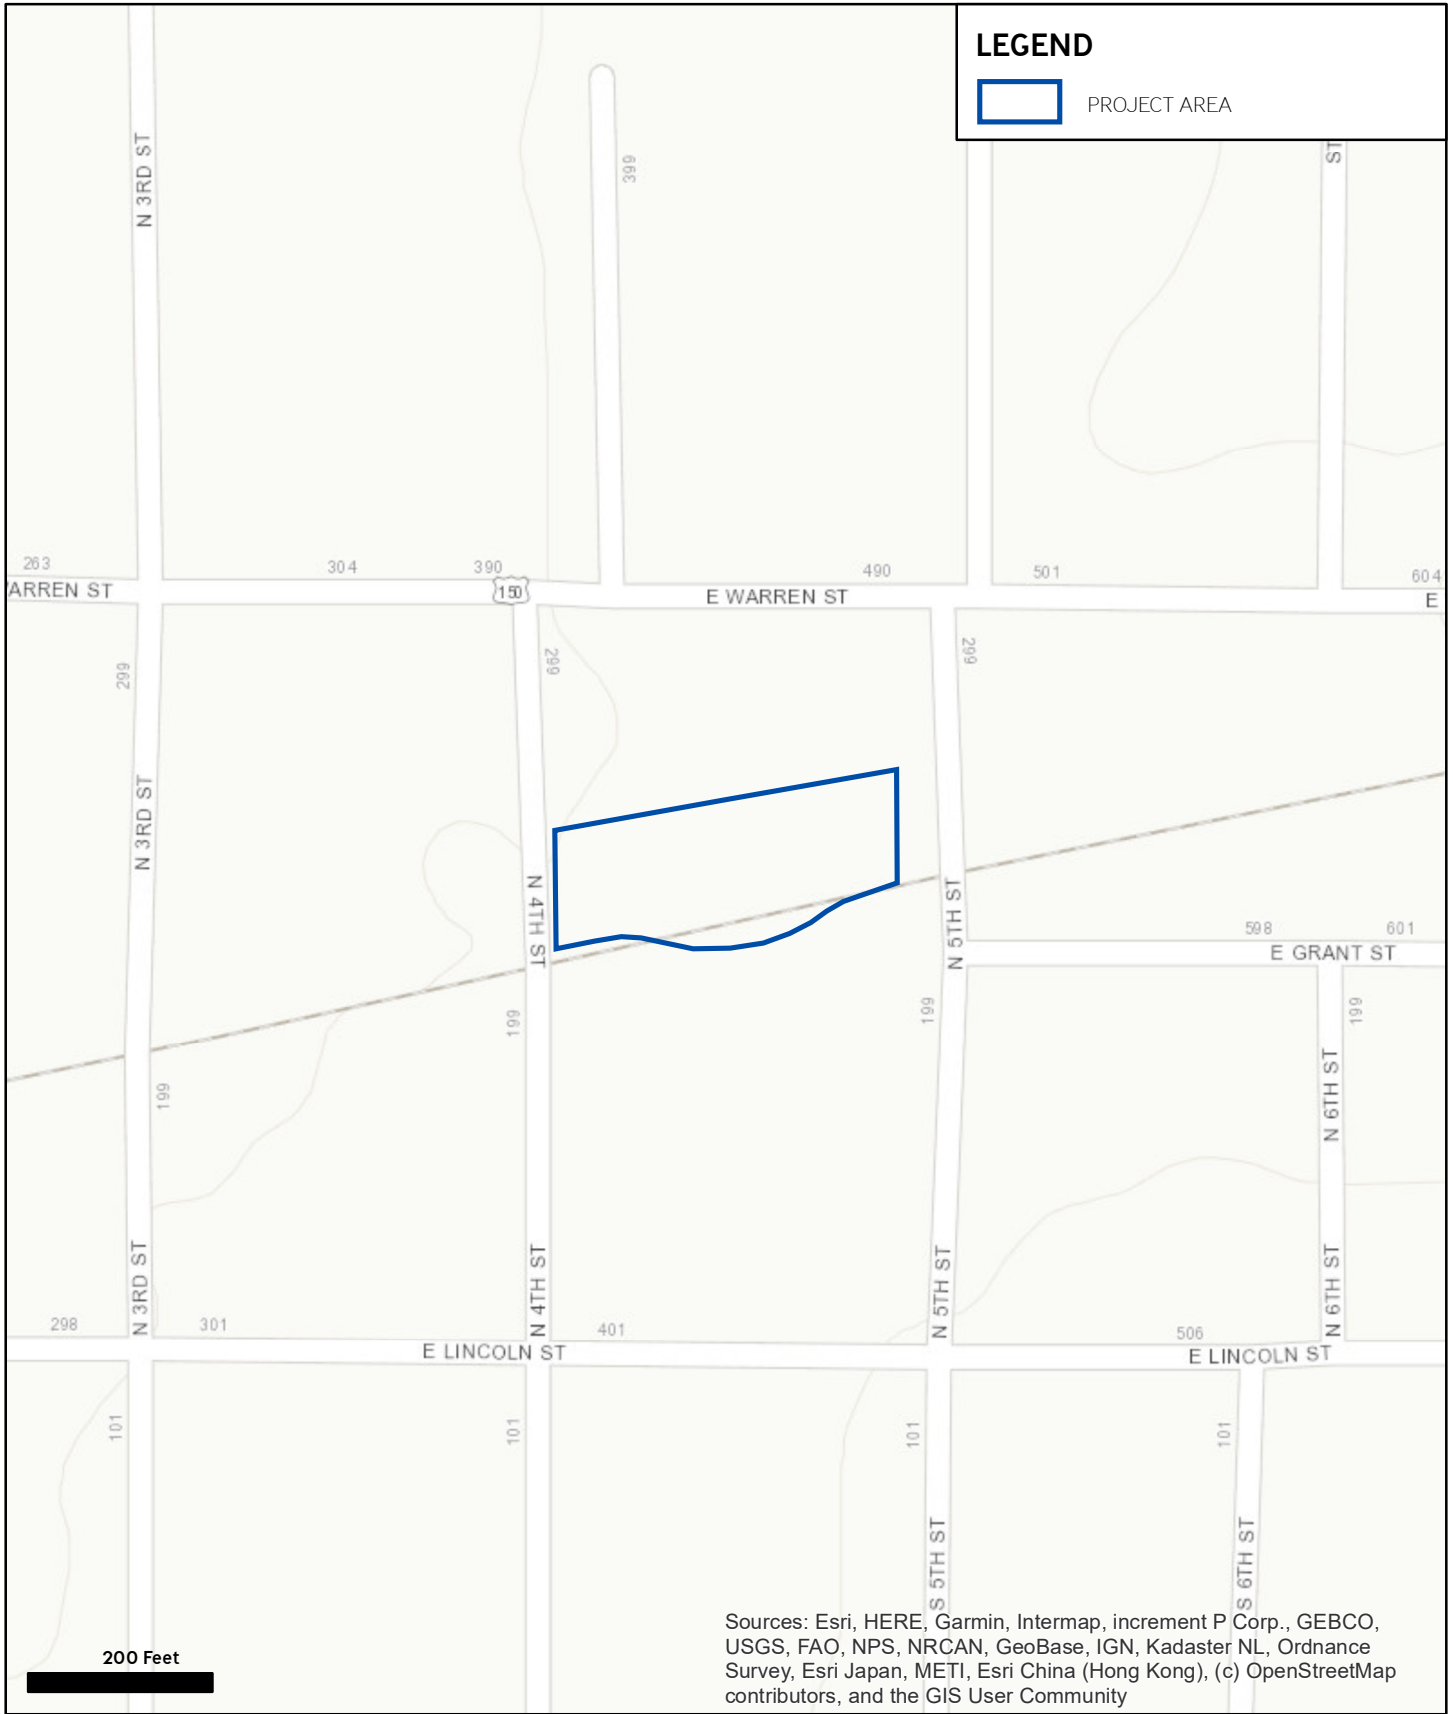 LEGEND
PROJECT AREA
N 3RD ST
399
ST
263
304
390
490
501
604
ARREN ST
150
E WARREN ST
E
299
299
299
N 3RD ST
N 4TH ST
N 5TH ST
598
601
E GRANT ST
199
199
199
199
N 6TH ST
N 3RD ST
N 4TH ST
N 5TH ST
N 6TH ST
298
301
401
506
E LINCOLN ST
E LINCOLN ST
101
101
101
101
S 5TH ST
S 6TH ST
200 Feet
Sources: Esri, HERE, Garmin, Intermap, increment P Corp., GEBCO,
USGS, FAO, NPS, NRCAN, GeoBase, IGN, Kadaster NL, Ordnance
Survey, Esri Japan, METI, Esri China (Hong Kong), (c) OpenStreetMap
contributors, and the GIS User Community